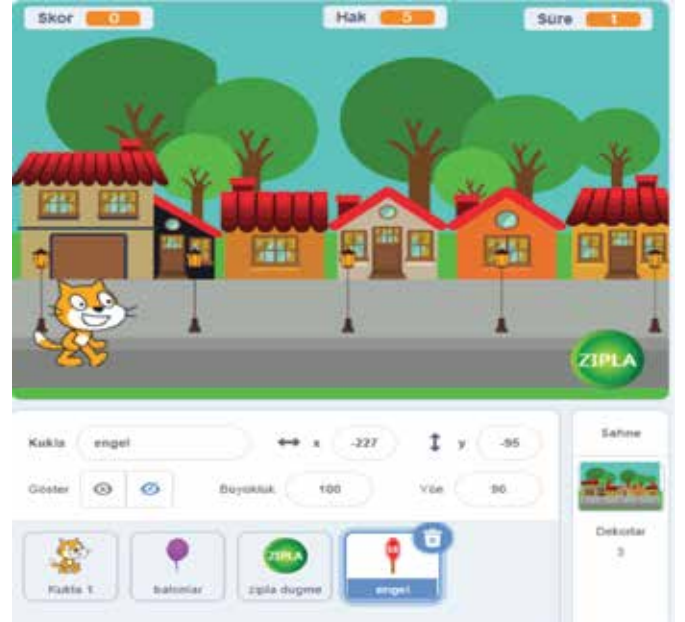 Skor 0 Hak 5 Süre 1
ZIPLA
Kukla engel x -227 y -95
Sahne
Göster Büyüklük 100 Yön 90
Dekorlar
3
ZIPLA
Kukla 1 balonlar zıpla dugme engel